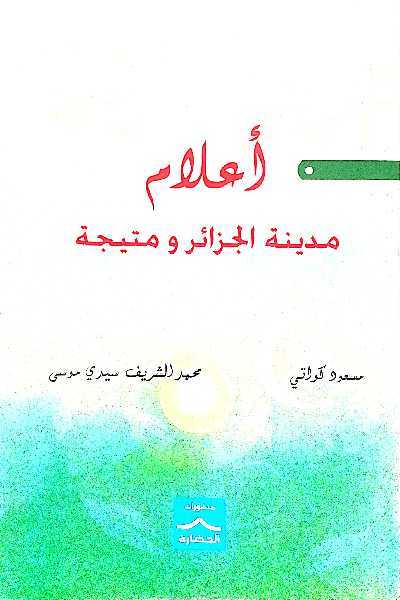 أعلام
مدينة الجزائر و متيجة
مسعود كواتي
محمد الشريف سيدي موسى
منشورات
الحضارة